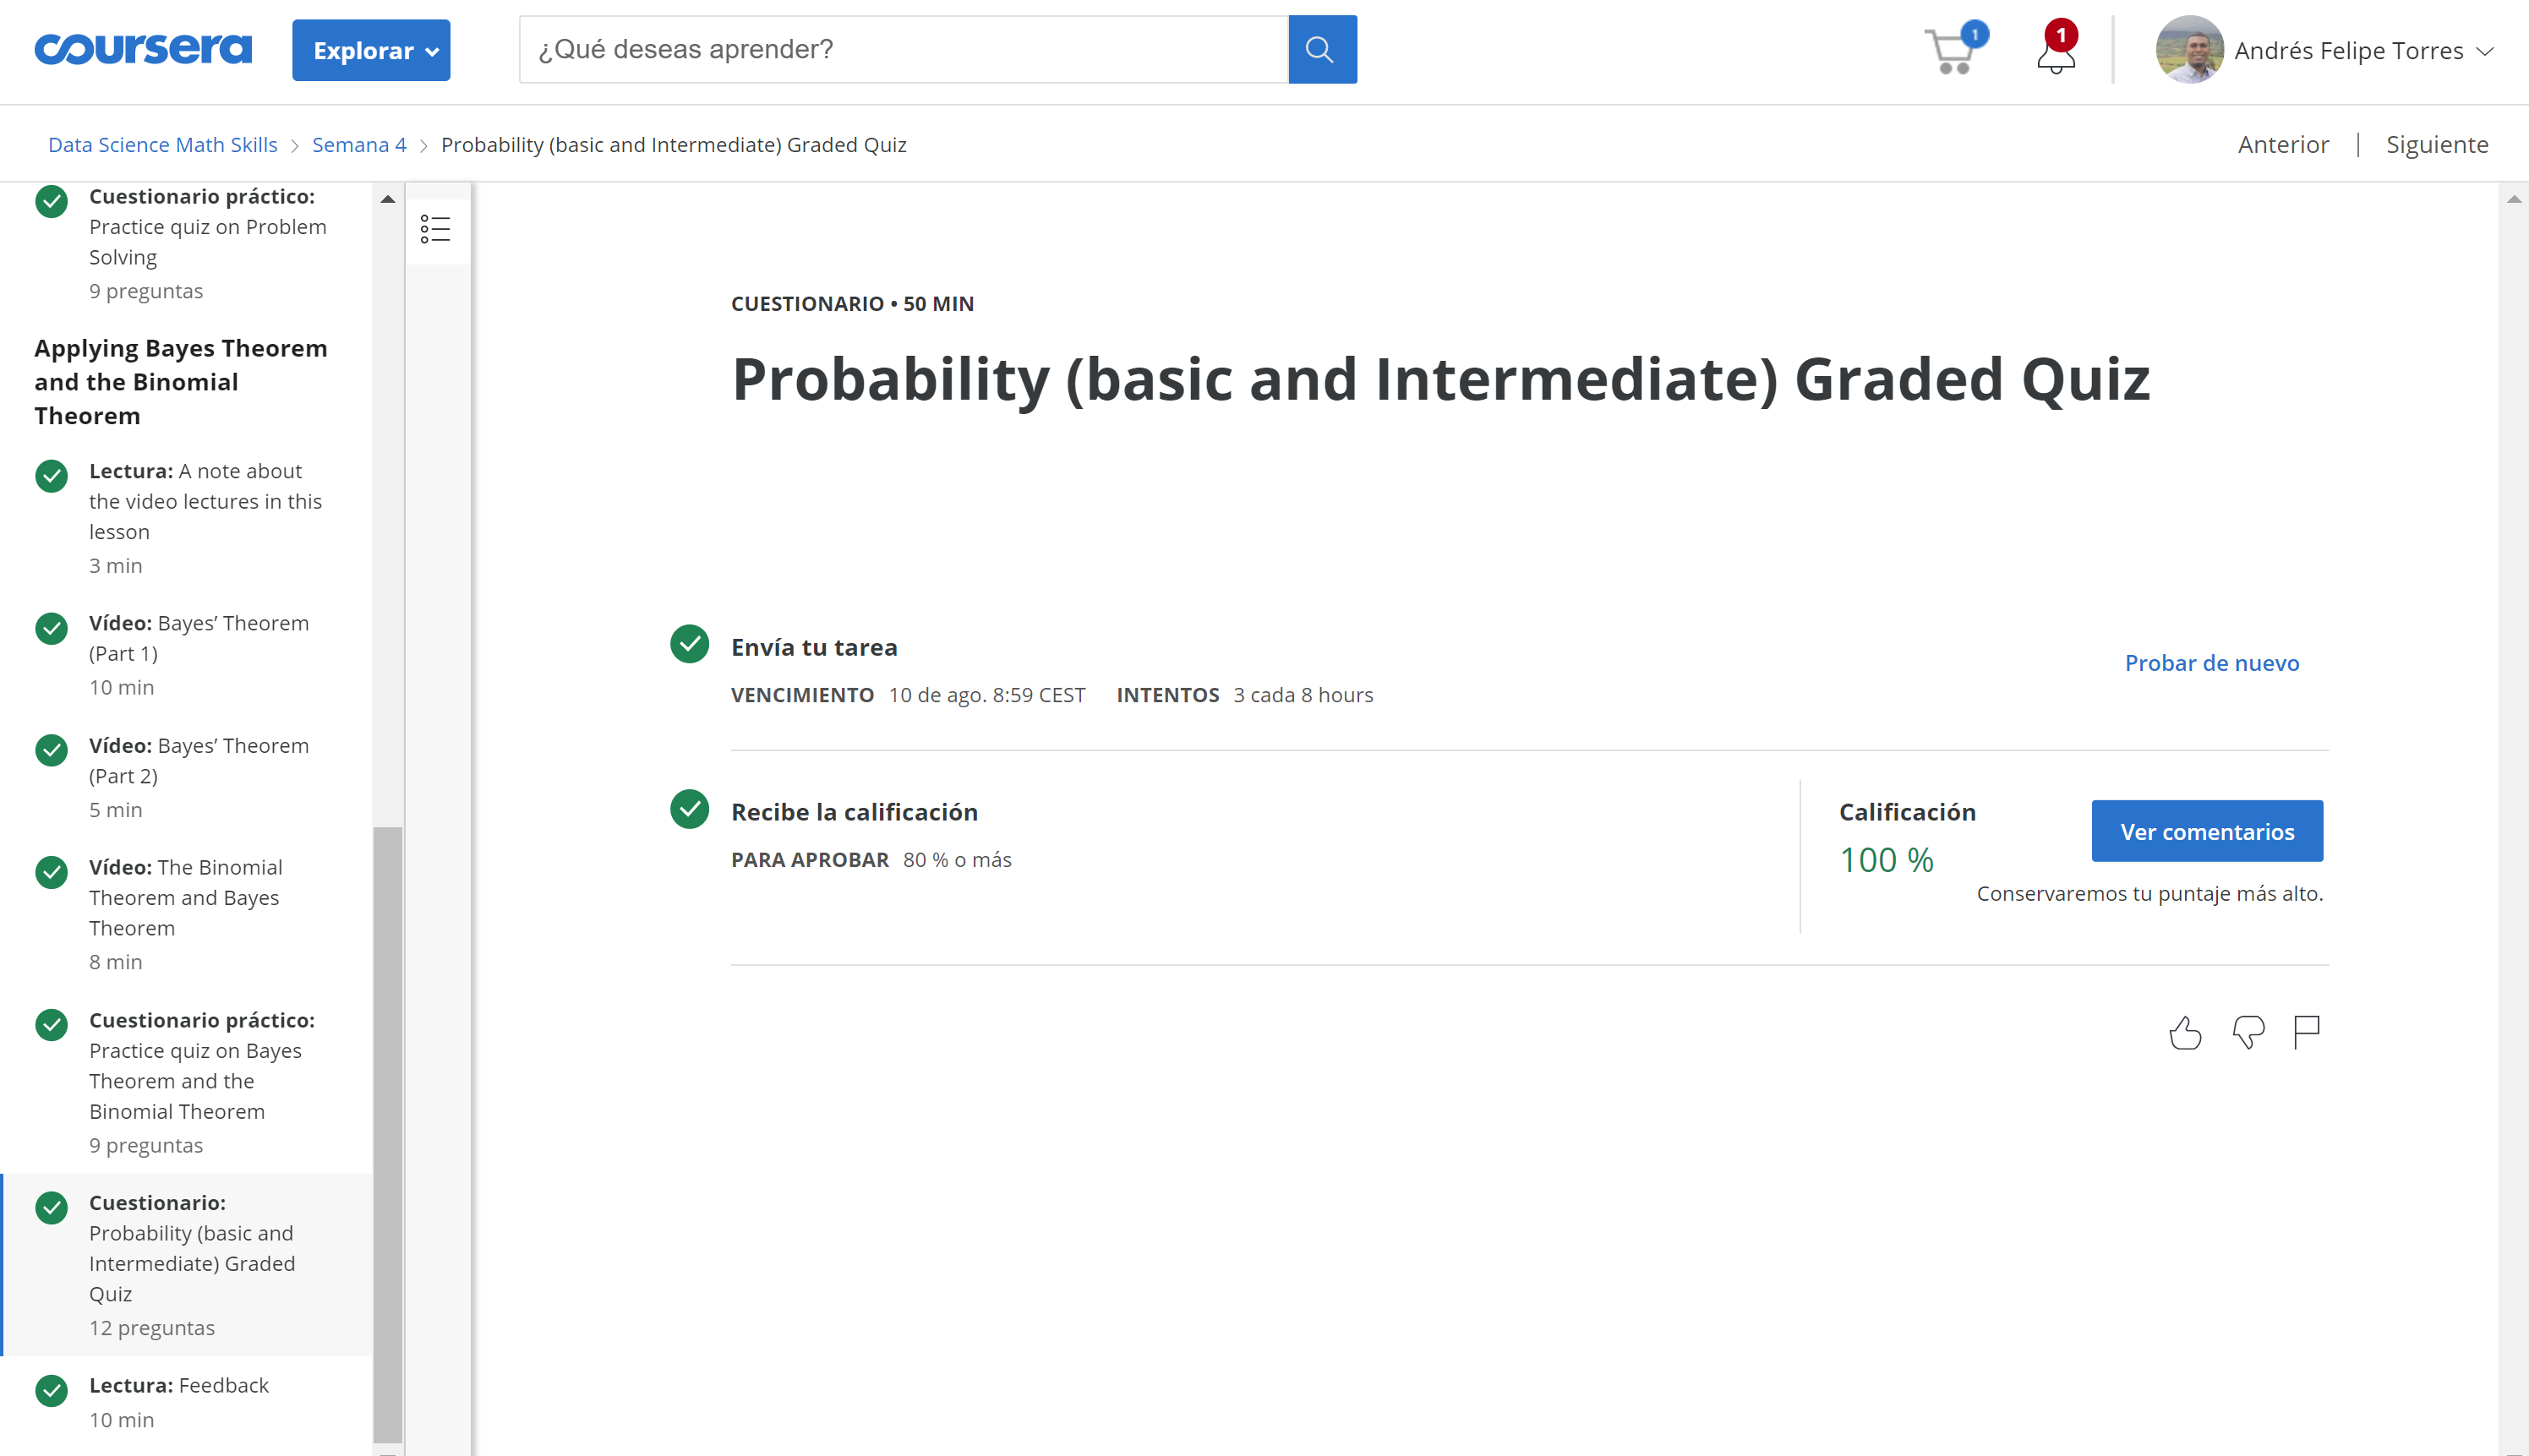 coursera
Explorar
¿Qué deseas aprender?
1
1
Andrés Felipe Torres
Data Science Math Skills
Semana 4
Probability (basic and Intermediate) Graded Quiz
Anterior
Siguiente
Cuestionario práctico:
Practice quiz on Problem
Solving
9 preguntas
Applying Bayes Theorem
and the Binomial
Theorem
Lectura: A note about
the video lectures in this
lesson
3 min
Vídeo: Bayes’ Theorem
(Part 1)
10 min
Vídeo: Bayes’ Theorem
(Part 2)
5 min
Vídeo: The Binomial
Theorem and Bayes
Theorem
8 min
Cuestionario práctico:
Practice quiz on Bayes
Theorem and the
Binomial Theorem
9 preguntas
Cuestionario:
Probability (basic and
Intermediate) Graded
Quiz
12 preguntas
Lectura: Feedback
10 min
CUESTIONARIO • 50 MIN
Probability (basic and Intermediate) Graded Quiz
Envía tu tarea
VENCIMIENTO 10 de ago. 8:59 CEST INTENTOS 3 cada 8 hours
Probar de nuevo
Recibe la calificación
PARA APROBAR 80 % o más
Calificación
100 %
Ver comentarios
Conservaremos tu puntaje más alto.